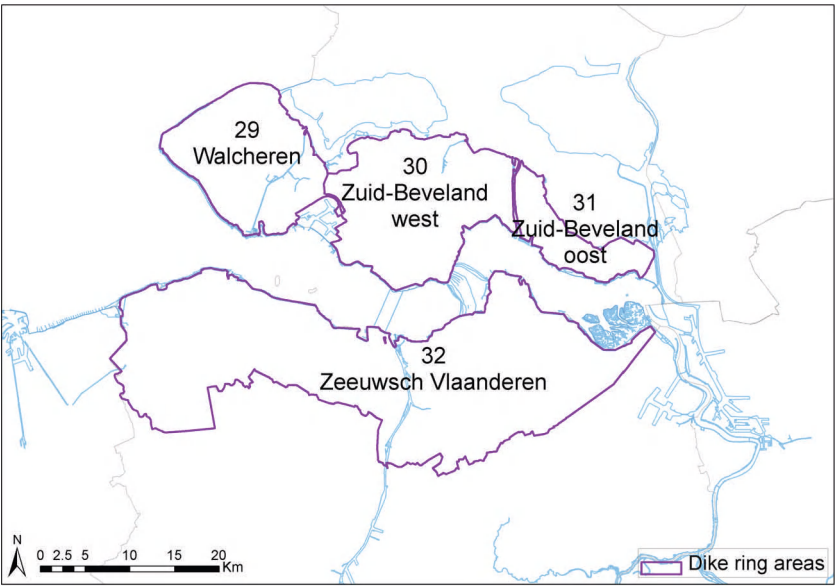 29
Walcheren
30
Zuid-Beveland
west
31
Zuid-Beveland
oost
32
Zeeuwsch Vlaanderen
N
0 2.5 5 10 15 20
Km
Dike ring areas